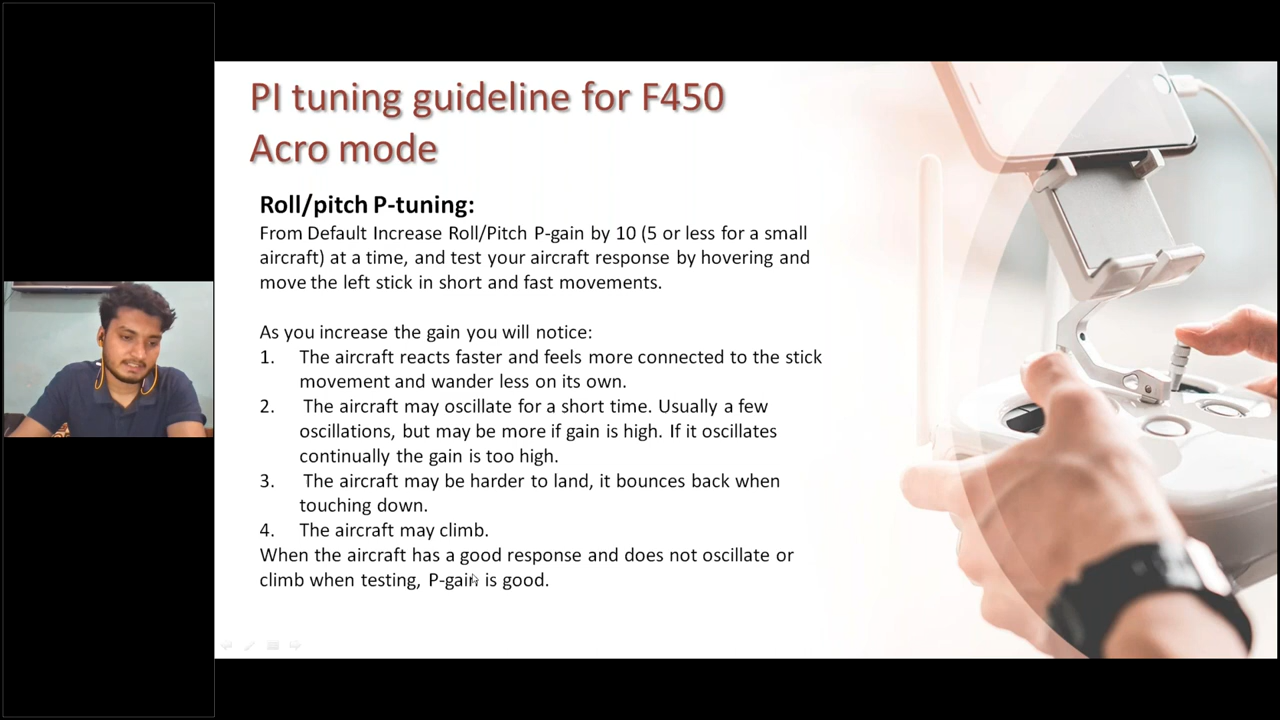 PI tuning guideline for F450
Acro mode
Roll/pitch P-tuning:
From Default Increase Roll/Pitch P-gain by 10 (5 or less for a small
aircraft) at a time, and test your aircraft response by hovering and
move the left stick in short and fast movements.
As you increase the gain you will notice:
1. The aircraft reacts faster and feels more connected to the stick
movement and wander less on its own.
2. The aircraft may oscillate for a short time. Usually a few
oscillations, but may be more if gain is high. If it oscillates
continually the gain is too high.
3. The aircraft may be harder to land, it bounces back when
touching down.
4. The aircraft may climb.
When the aircraft has a good response and does not oscillate or
climb when testing, P-gain is good.